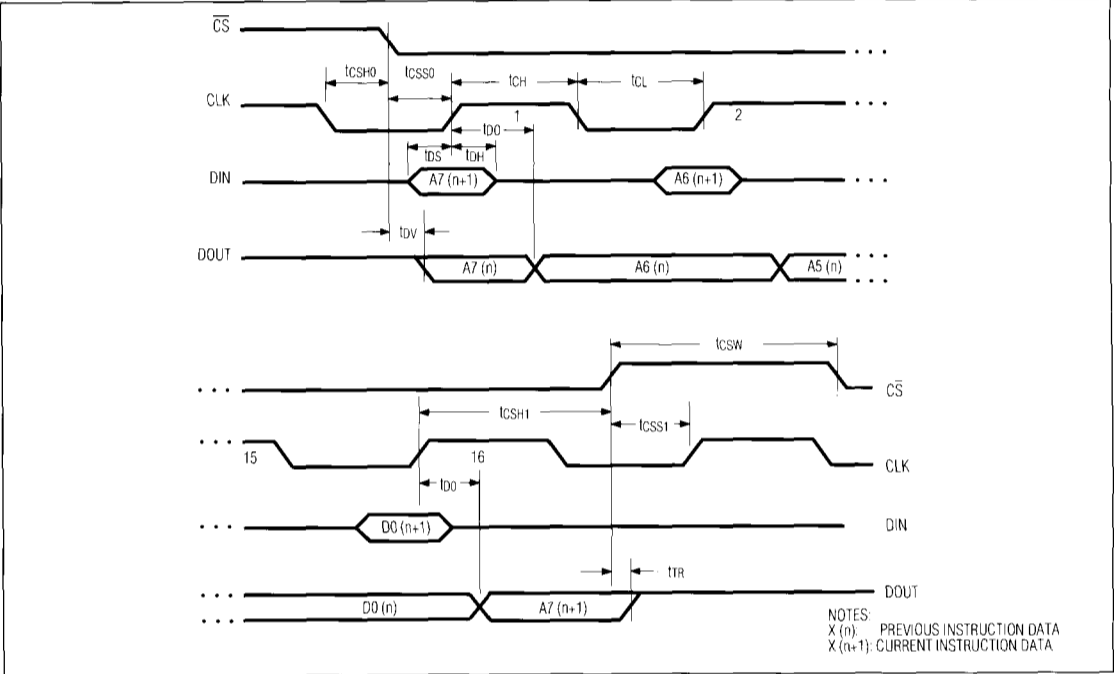 CS
tCSH0 tCSS0 tCH tCL
CLK
1 2
tDO
tDS tDH
DIN A7 (n+1) A6 (n+1)
tDV
DOUT A7 (n) A6 (n) A5 (n)
tCSW
CS
tCSH1 tCSS1
15 16 CLK
tDO
D0 (n+1) DIN
tTR
DOUT
D0 (n) A7 (n+1)
NOTES:
X (n): PREVIOUS INSTRUCTION DATA
X (n+1): CURRENT INSTRUCTION DATA